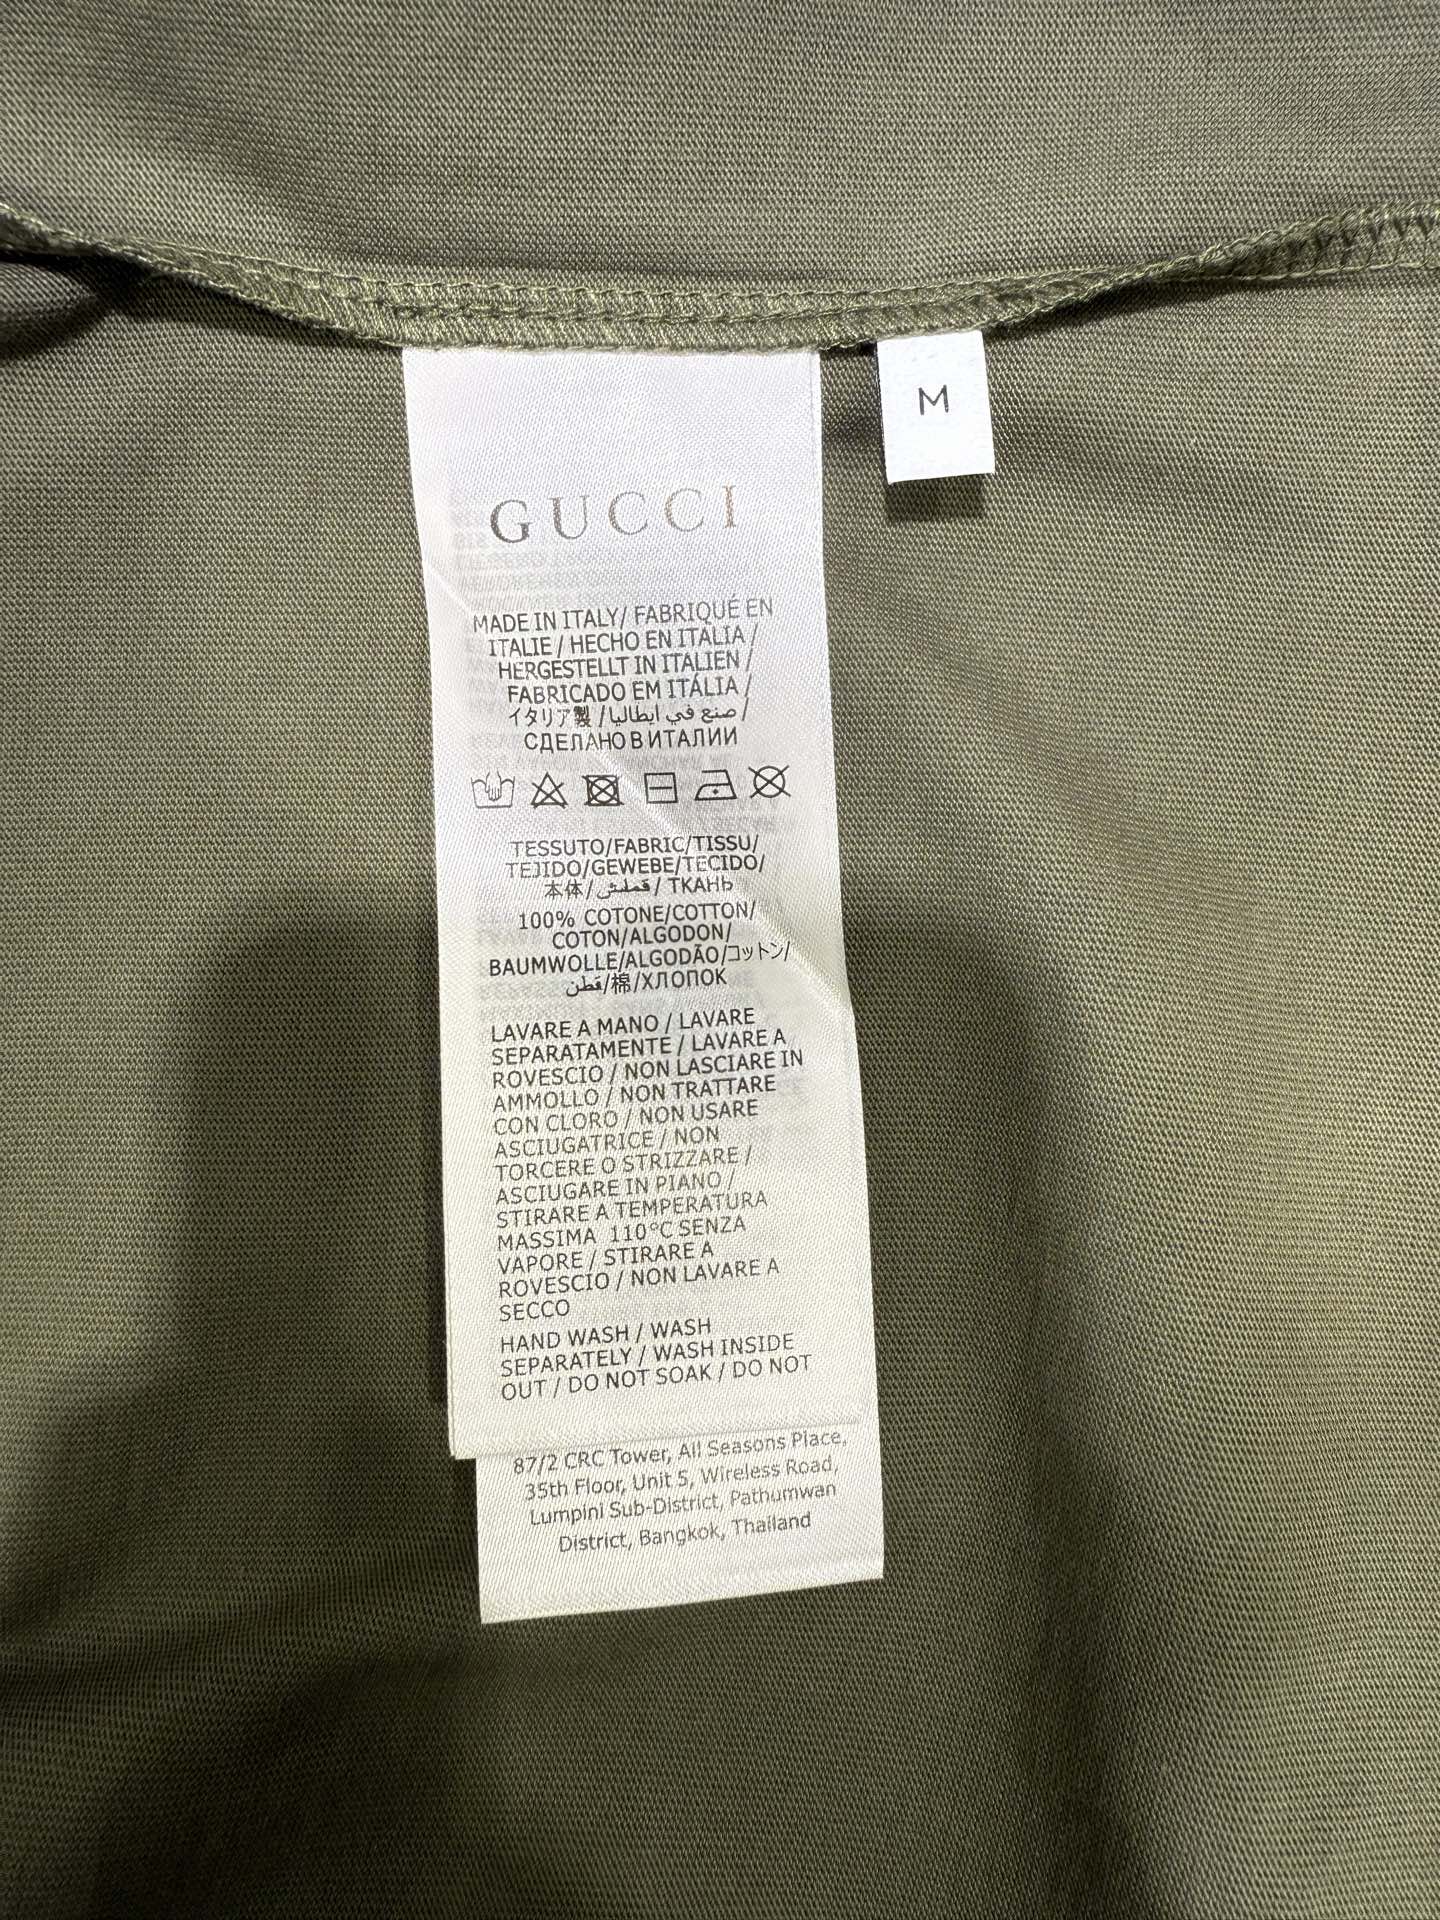 M
GUCCI
MADE IN ITALY/ FABRIQUÉ EN
ITALIE / HECHO EN ITALIA /
HERGESTELLT IN ITALIEN /
FABRICADO EM ITÁLIA /
イタリア製 / صنع في ايطاليا /
СДЕЛАНО В ИТАЛИИ
TESSUTO/FABRIC/TISSU/
TEJIDO/GEWEBE/TECIDO/
本体/ قملش / ТКАНЬ
100% COTONE/COTTON/
COTON/ALGODON/
BAUMWOLLE/ALGODÃO/コットン/
قطن/棉/ХЛОПОК
LAVARE A MANO / LAVARE
SEPARATAMENTE / LAVARE A
ROVESCIO / NON LASCIARE IN
AMMOLLO / NON TRATTARE
CON CLORO / NON USARE
ASCIUGATRICE / NON
TORCERE O STRIZZARE /
ASCIUGARE IN PIANO /
STIRARE A TEMPERATURA
MASSIMA 110°C SENZA
VAPORE / STIRARE A
ROVESCIO / NON LAVARE A
SECCO
HAND WASH / WASH
SEPARATELY / WASH INSIDE
OUT / DO NOT SOAK / DO NOT
87/2 CRC Tower, All Seasons Place,
35th Floor, Unit 5, Wireless Road,
Lumpini Sub-District, Pathumwan
District, Bangkok, Thailand